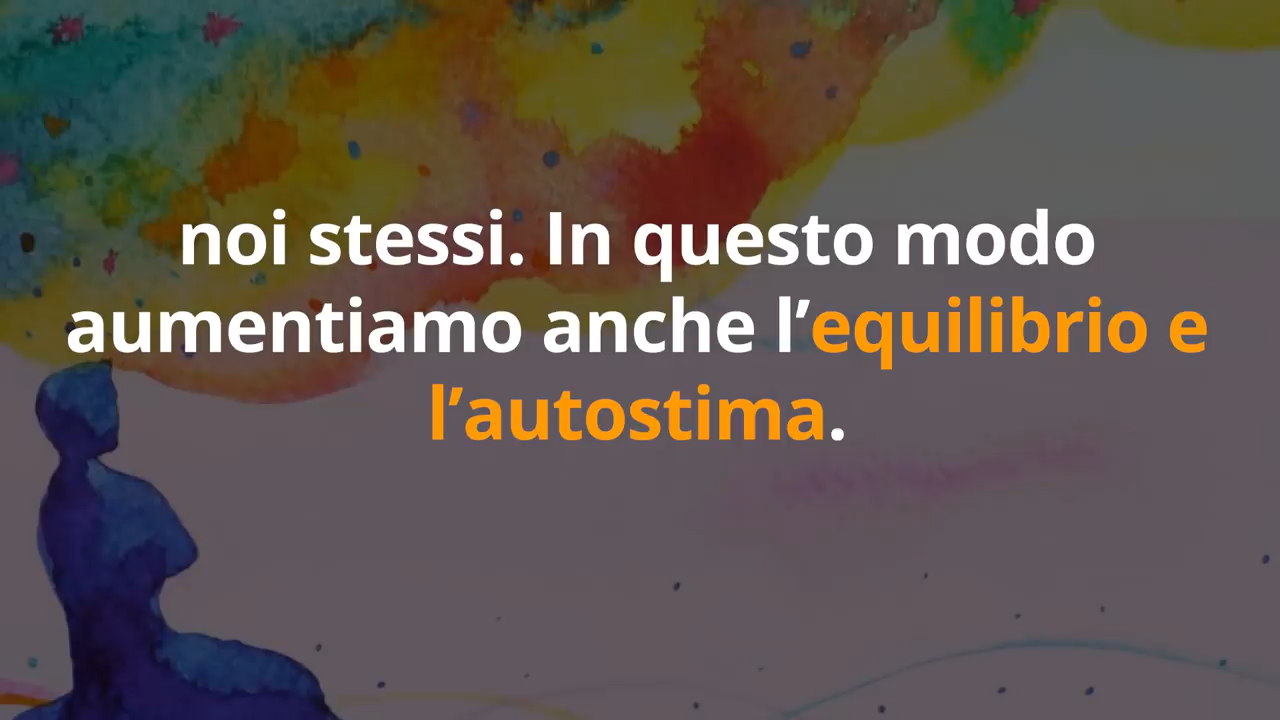 noi stessi. In questo modo
aumentiamo anche l’equilibrio e
l’autostima.